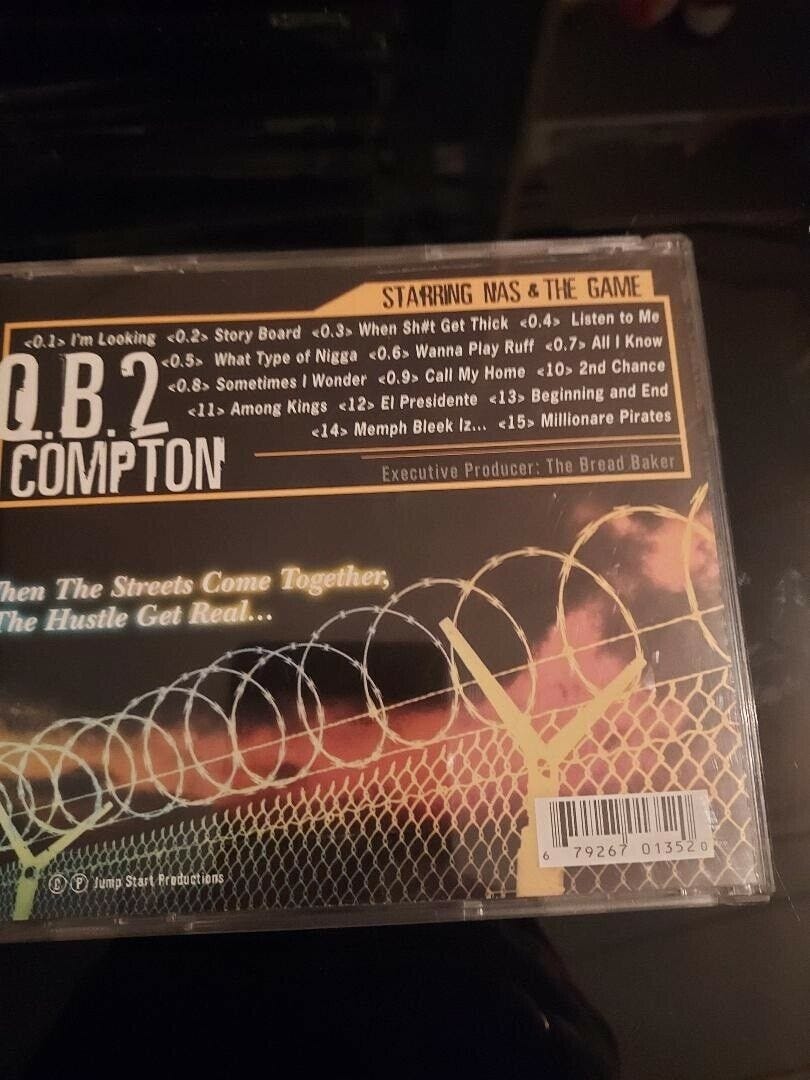 STARRING NAS & THE GAME
<0.1> I'm Looking <0.2> Story Board <0.3> When Sh#t Get Thick <0.4> Listen to Me
<0.5> What Type of Nigga <0.6> Wanna Play Ruff <0.7> All I Know
<0.8> Sometimes I Wonder <0.9> Call My Home <10> 2nd Chance
<11> Among Kings <12> El Presidente <13> Beginning and End
<14> Memph Bleek Iz... <15> Millionare Pirates
Q.B.2
COMPTON
Executive Producer: The Bread Baker
hen The Streets Come Together,
The Hustle Get Real...
6 79267 01352 0
© ℗ Jump Start Productions